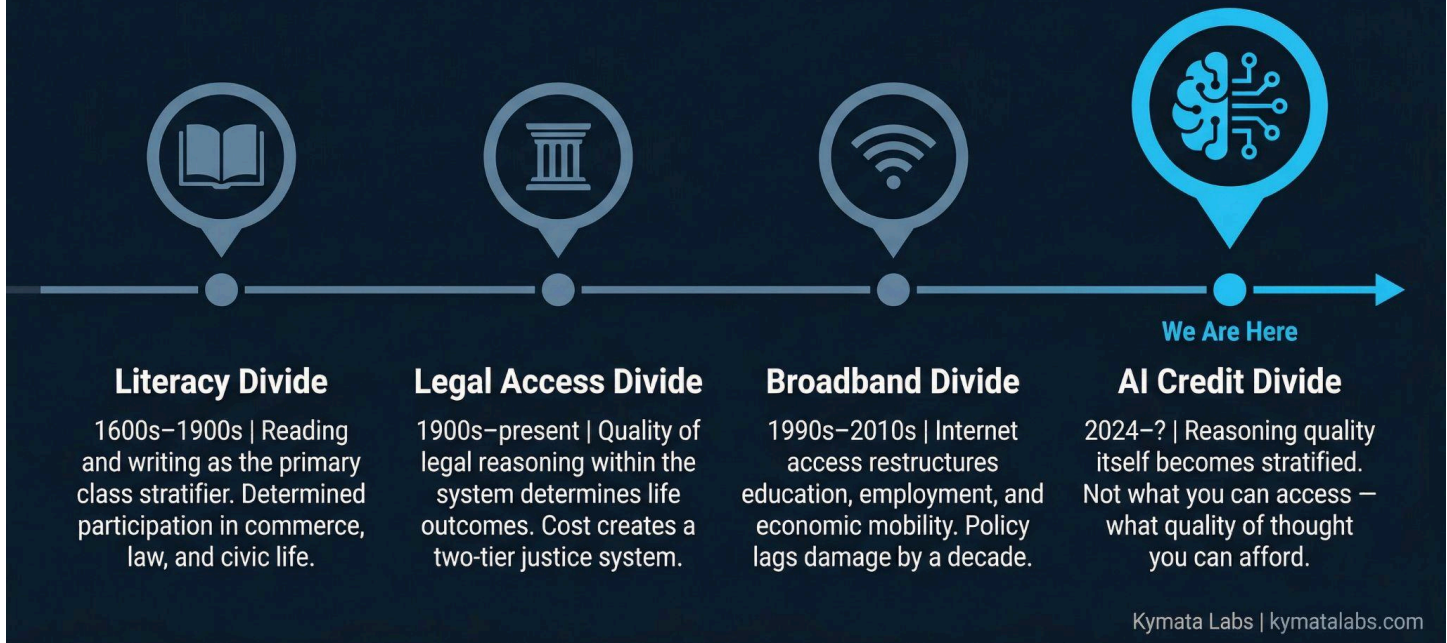 We Are Here
Literacy Divide
1600s–1900s | Reading
and writing as the primary
class stratifier. Determined
participation in commerce,
law, and civic life.
Legal Access Divide
1900s–present | Quality of
legal reasoning within the
system determines life
outcomes. Cost creates a
two-tier justice system.
Broadband Divide
1990s–2010s | Internet
access restructures
education, employment, and
economic mobility. Policy
lags damage by a decade.
AI Credit Divide
2024–? | Reasoning quality
itself becomes stratified.
Not what you can access —
what quality of thought
you can afford.
Kymata Labs | kymatalabs.com